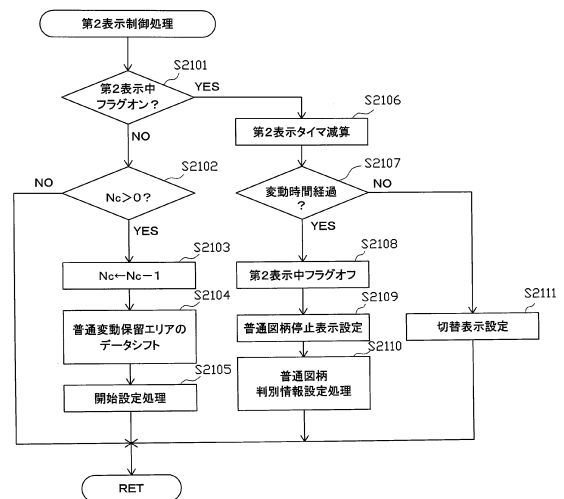 第2表示制御処理
S2101
第2表示中
フラグオン?
YES
NO
S2106
第2表示タイマ減算
S2102
NO
Nc>0?
YES
S2107
変動時間経過
?
NO
YES
S2103
Nc←Nc−1
S2108
第2表示中フラグオフ
S2104
普通変動保留エリアの
データシフト
S2109
普通図柄停止表示設定
S2111
切替表示設定
S2105
開始設定処理
S2110
普通図柄
判別情報設定処理
RET